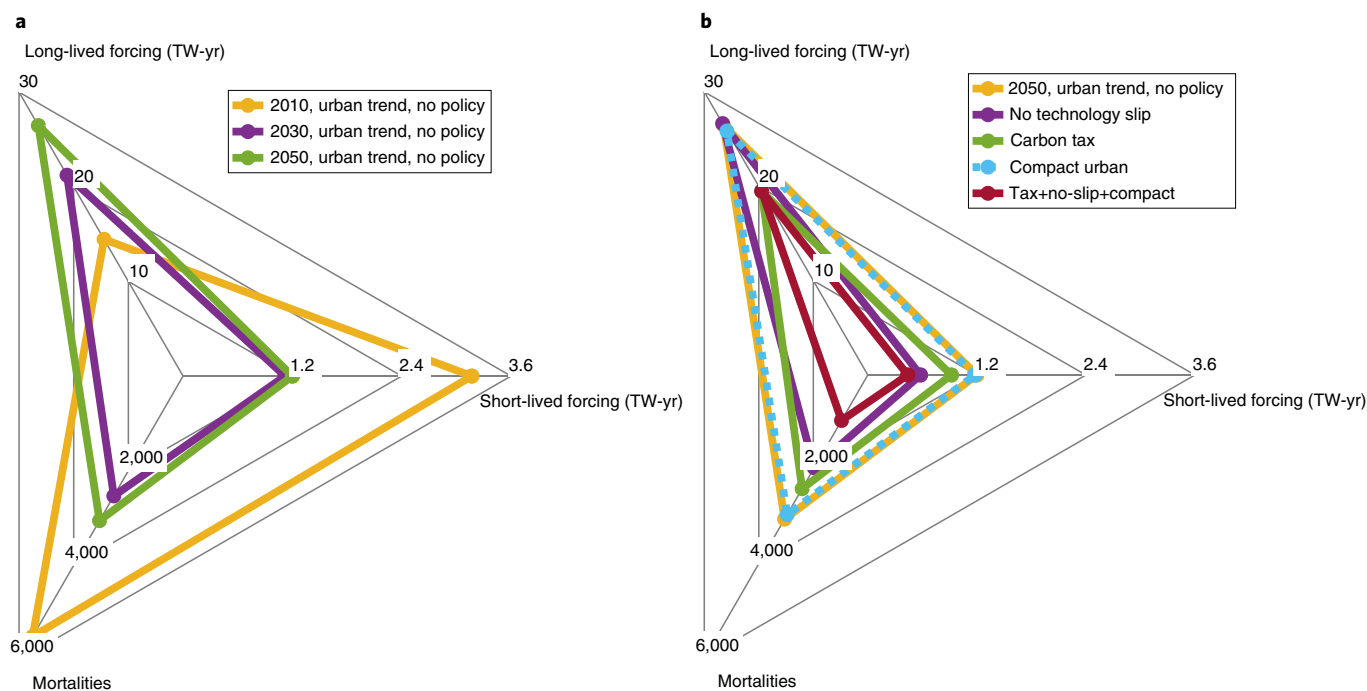 a
Long-lived forcing (TW-yr)
30
2010, urban trend, no policy
2030, urban trend, no policy
2050, urban trend, no policy
20
10
1.2
2.4
3.6
Short-lived forcing (TW-yr)
2,000
4,000
6,000
Mortalities
b
Long-lived forcing (TW-yr)
30
2050, urban trend, no policy
No technology slip
Carbon tax
Compact urban
Tax+no-slip+compact
20
10
1.2
2.4
3.6
Short-lived forcing (TW-yr)
2,000
4,000
6,000
Mortalities